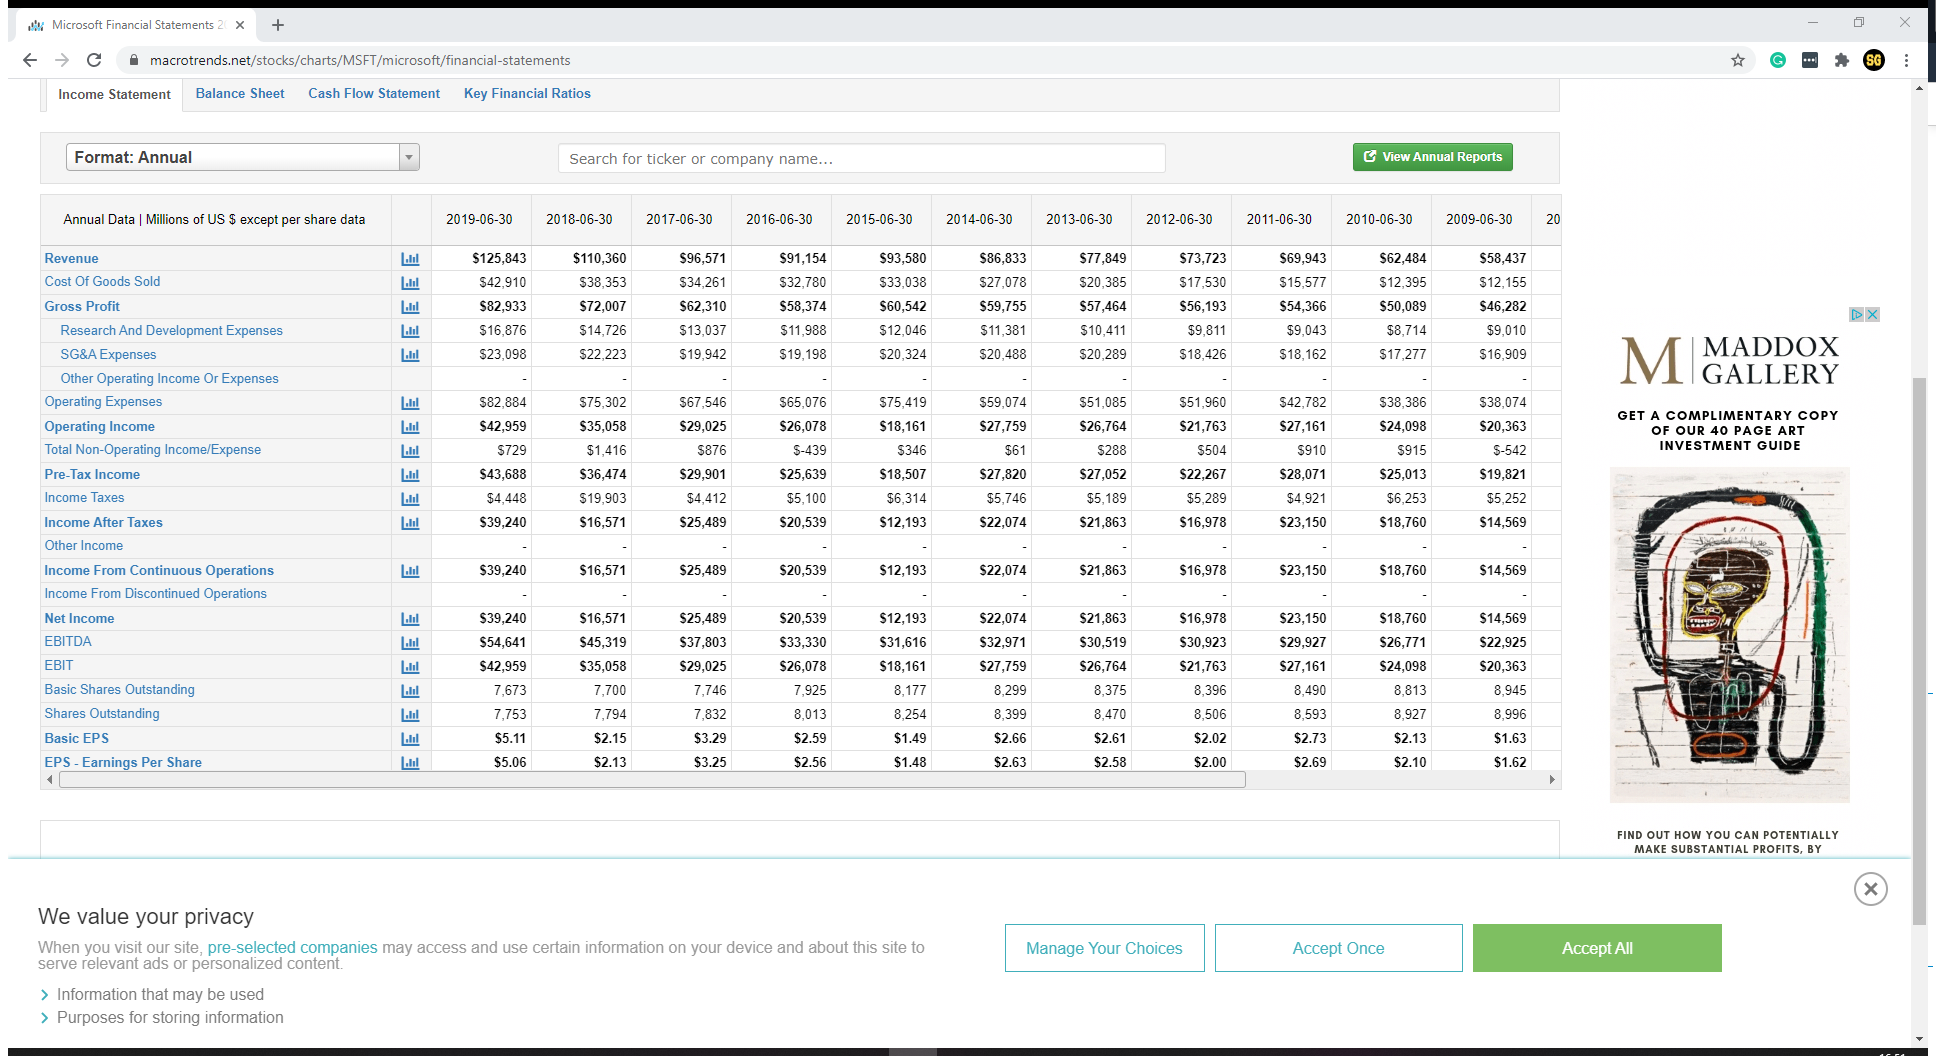 Microsoft Financial Statements 2
macrotrends.net/stocks/charts/MSFT/microsoft/financial-statements
SG
Income Statement Balance Sheet Cash Flow Statement Key Financial Ratios
Format: Annual Search for ticker or company name... View Annual Reports
Annual Data | Millions of US $ except per share data 2019-06-30 2018-06-30 2017-06-30 2016-06-30 2015-06-30 2014-06-30 2013-06-30 2012-06-30 2011-06-30 2010-06-30 2009-06-30 20
Revenue $125,843 $110,360 $96,571 $91,154 $93,580 $86,833 $77,849 $73,723 $69,943 $62,484 $58,437
Cost Of Goods Sold $42,910 $38,353 $34,261 $32,780 $33,038 $27,078 $20,385 $17,530 $15,577 $12,395 $12,155
Gross Profit $82,933 $72,007 $62,310 $58,374 $60,542 $59,755 $57,464 $56,193 $54,366 $50,089 $46,282
Research And Development Expenses $16,876 $14,726 $13,037 $11,988 $12,046 $11,381 $10,411 $9,811 $9,043 $8,714 $9,010
SG&A Expenses $23,098 $22,223 $19,942 $19,198 $20,324 $20,488 $20,289 $18,426 $18,162 $17,277 $16,909
Other Operating Income Or Expenses - - - - - - - - - - -
Operating Expenses $82,884 $75,302 $67,546 $65,076 $75,419 $59,074 $51,085 $51,960 $42,782 $38,386 $38,074
Operating Income $42,959 $35,058 $29,025 $26,078 $18,161 $27,759 $26,764 $21,763 $27,161 $24,098 $20,363
Total Non-Operating Income/Expense $729 $1,416 $876 $-439 $346 $61 $288 $504 $910 $915 $-542
Pre-Tax Income $43,688 $36,474 $29,901 $25,639 $18,507 $27,820 $27,052 $22,267 $28,071 $25,013 $19,821
Income Taxes $4,448 $19,903 $4,412 $5,100 $6,314 $5,746 $5,189 $5,289 $4,921 $6,253 $5,252
Income After Taxes $39,240 $16,571 $25,489 $20,539 $12,193 $22,074 $21,863 $16,978 $23,150 $18,760 $14,569
Other Income - - - - - - - - - - -
Income From Continuous Operations $39,240 $16,571 $25,489 $20,539 $12,193 $22,074 $21,863 $16,978 $23,150 $18,760 $14,569
Income From Discontinued Operations - - - - - - - - - - -
Net Income $39,240 $16,571 $25,489 $20,539 $12,193 $22,074 $21,863 $16,978 $23,150 $18,760 $14,569
EBITDA $54,641 $45,319 $37,803 $33,330 $31,616 $32,971 $30,519 $30,923 $29,927 $26,771 $22,925
EBIT $42,959 $35,058 $29,025 $26,078 $18,161 $27,759 $26,764 $21,763 $27,161 $24,098 $20,363
Basic Shares Outstanding 7,673 7,700 7,746 7,925 8,177 8,299 8,375 8,396 8,490 8,813 8,945
Shares Outstanding 7,753 7,794 7,832 8,013 8,254 8,399 8,470 8,506 8,593 8,927 8,996
Basic EPS $5.11 $2.15 $3.29 $2.59 $1.49 $2.66 $2.61 $2.02 $2.73 $2.13 $1.63
EPS - Earnings Per Share $5.06 $2.13 $3.25 $2.56 $1.48 $2.63 $2.58 $2.00 $2.69 $2.10 $1.62
M MADDOX
GALLERY
GET A COMPLIMENTARY COPY
OF OUR 40 PAGE ART
INVESTMENT GUIDE
FIND OUT HOW YOU CAN POTENTIALLY
MAKE SUBSTANTIAL PROFITS, BY
We value your privacy
When you visit our site, pre-selected companies may access and use certain information on your device and about this site to
serve relevant ads or personalized content.
Information that may be used
Purposes for storing information
Manage Your Choices Accept Once Accept All